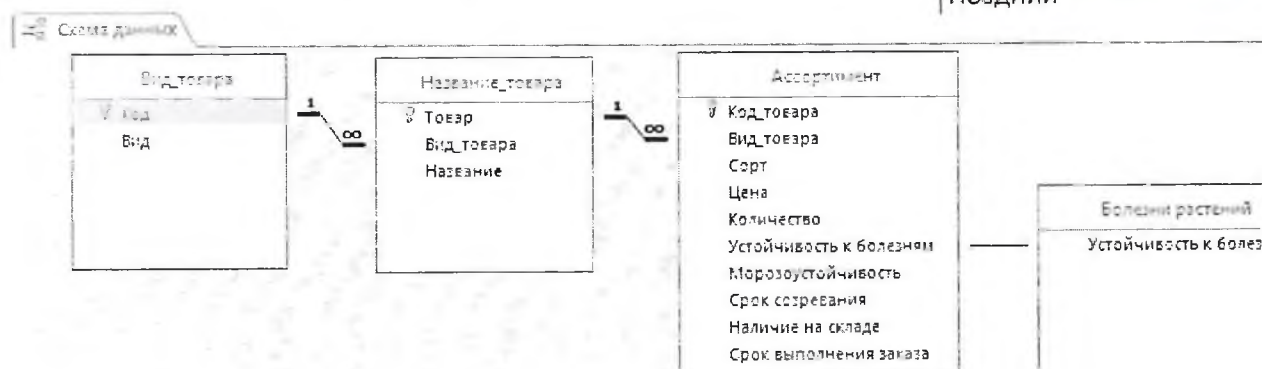 Поздний
Схема данных
Вид_товара
Код
Вид
1
∞
Название_товара
Товар
Вид_товара
Название
1
∞
Ассортимент
Код_товара
Вид_товара
Сорт
Цена
Количество
Устойчивость к болезням
Морозоустойчивость
Срок созревания
Наличие на складе
Срок выполнения заказа
Болезни растений
Устойчивость к болез